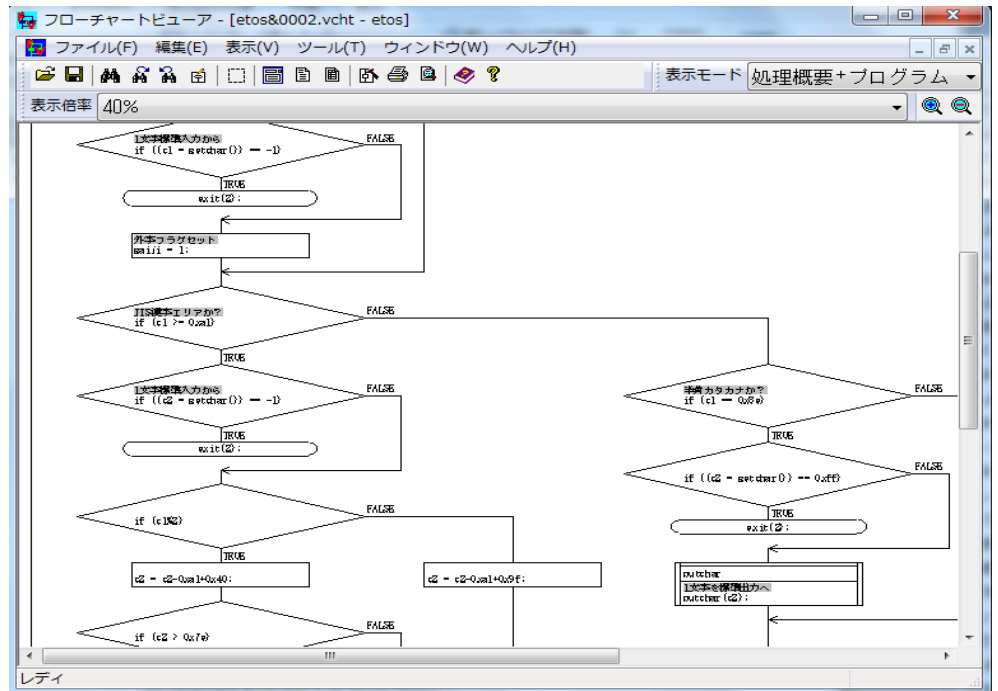 フローチャートビューア - [etos&0002.vcht - etos]
ファイル(F) 編集(E) 表示(V) ツール(T) ウィンドウ(W) ヘルプ(H)
表示モード 処理概要+プログラム
表示倍率 40%
1文字標準入力から
if ((c1 = getchar()) == -1)
FALSE
TRUE
exit(2);
外字フラグセット
gaiji = 1;
JIS漢字エリアか?
if (c1 >= 0xa1)
FALSE
TRUE
1文字標準入力から
if ((c2 = getchar()) == -1)
FALSE
TRUE
exit(2);
半角カタカナか?
if (c1 == 0x8e)
FALSE
TRUE
if ((c2 = getchar()) == 0xff)
FALSE
TRUE
exit(2);
if (c1%2)
FALSE
TRUE
c2 = c2-0xa1+0x40;
c2 = c2-0xa1+0x9f;
putchar
1文字を標準出力へ
putchar(c2);
if (c2 > 0x7e)
FALSE
レディ